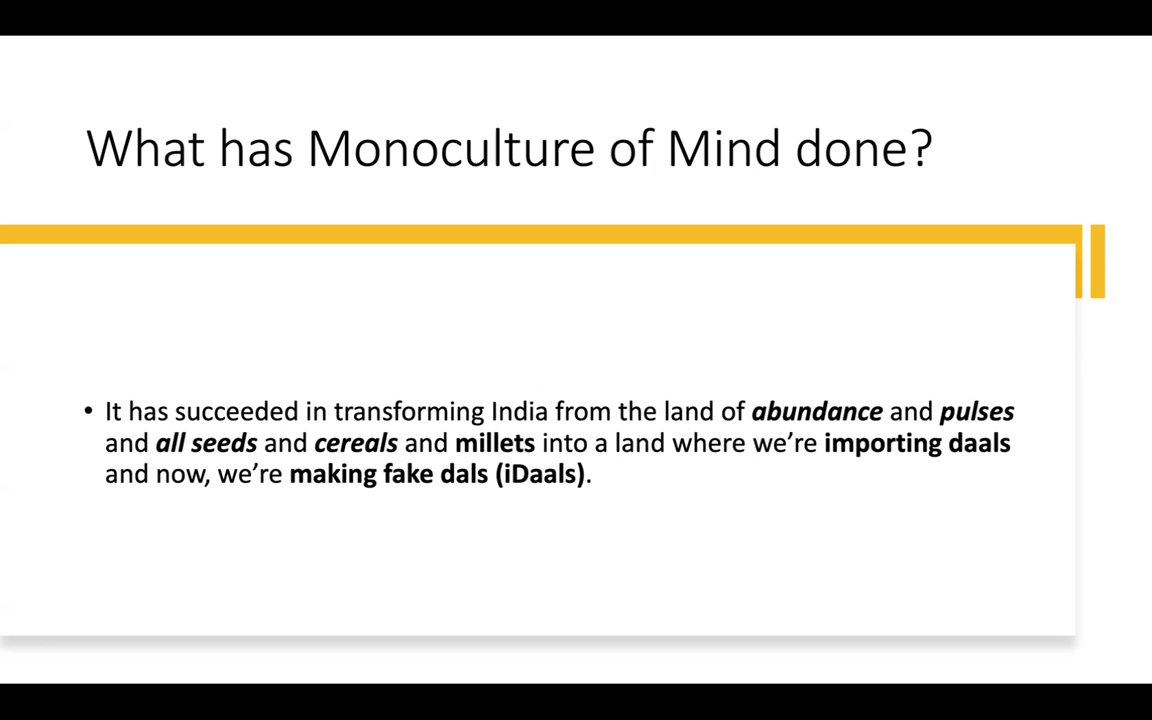 What has Monoculture of Mind done?
• It has succeeded in transforming India from the land of abundance and pulses
and all seeds and cereals and millets into a land where we’re importing daals
and now, we’re making fake dals (iDaals).